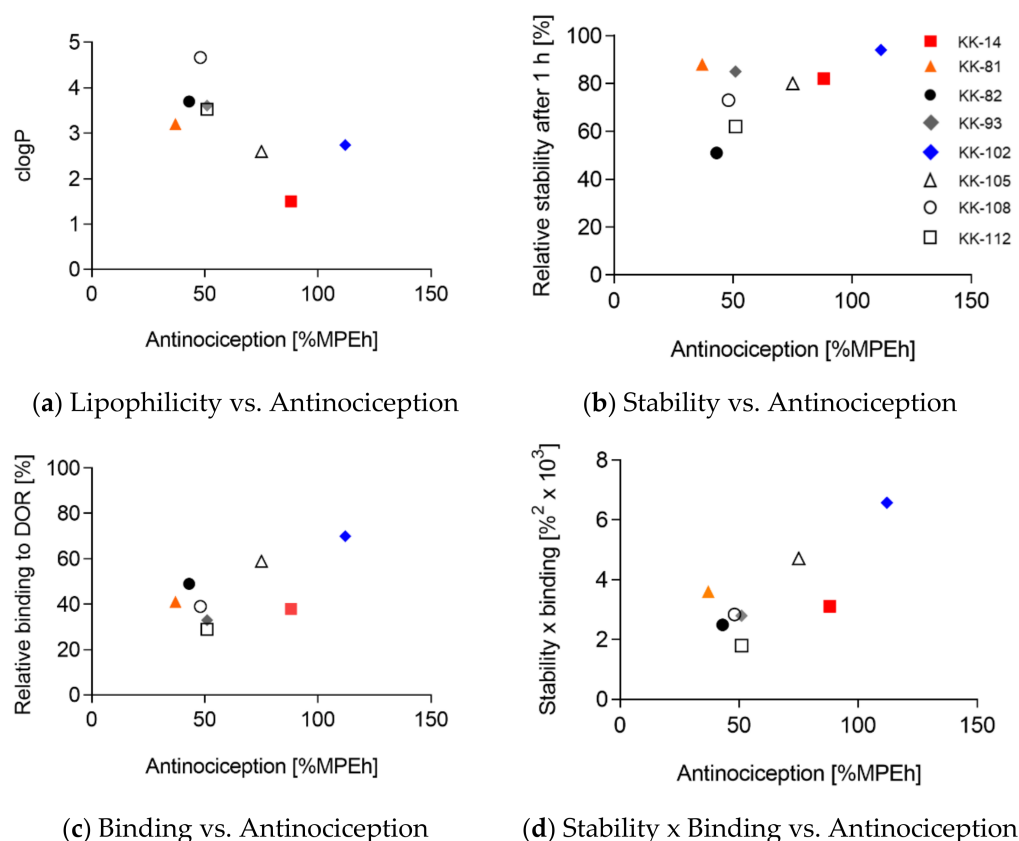 5
4
3
2
1
0
clogP
0 50 100 150
Antinociception [%MPEh]
(a) Lipophilicity vs. Antinociception
100
80
60
40
20
0
Relative stability after 1 h [%]
0 50 100 150
Antinociception [%MPEh]
KK-14
KK-81
KK-82
KK-93
KK-102
KK-105
KK-108
KK-112
(b) Stability vs. Antinociception
100
80
60
40
20
0
Relative binding to DOR [%]
0 50 100 150
Antinociception [%MPEh]
(c) Binding vs. Antinociception
8
6
4
2
0
Stability x binding [%² x 10³]
0 50 100 150
Antinociception [%MPEh]
(d) Stability x Binding vs. Antinociception